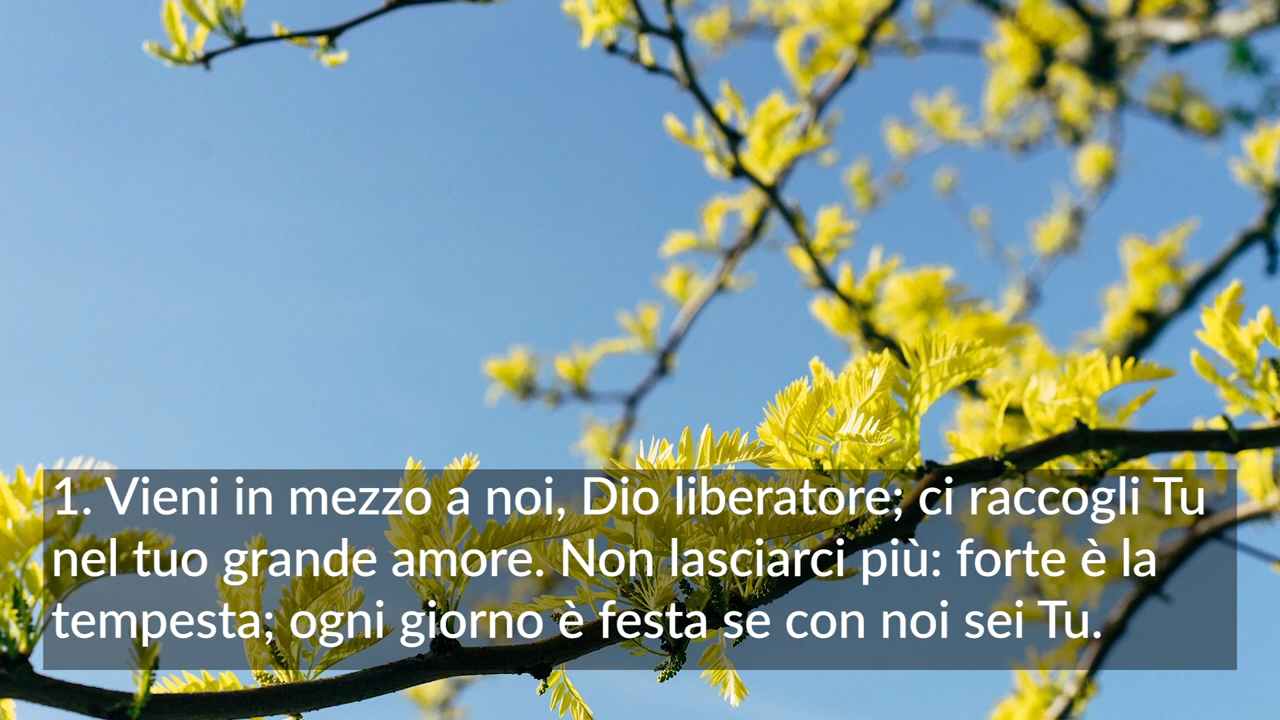 1. Vieni in mezzo a noi, Dio liberatore; ci raccogli Tu
nel tuo grande amore. Non lasciarci più: forte è la
tempesta; ogni giorno è festa se con noi sei Tu.